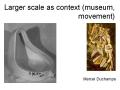 Larger scale as context (museum,
movement)
Marcel Duchamps